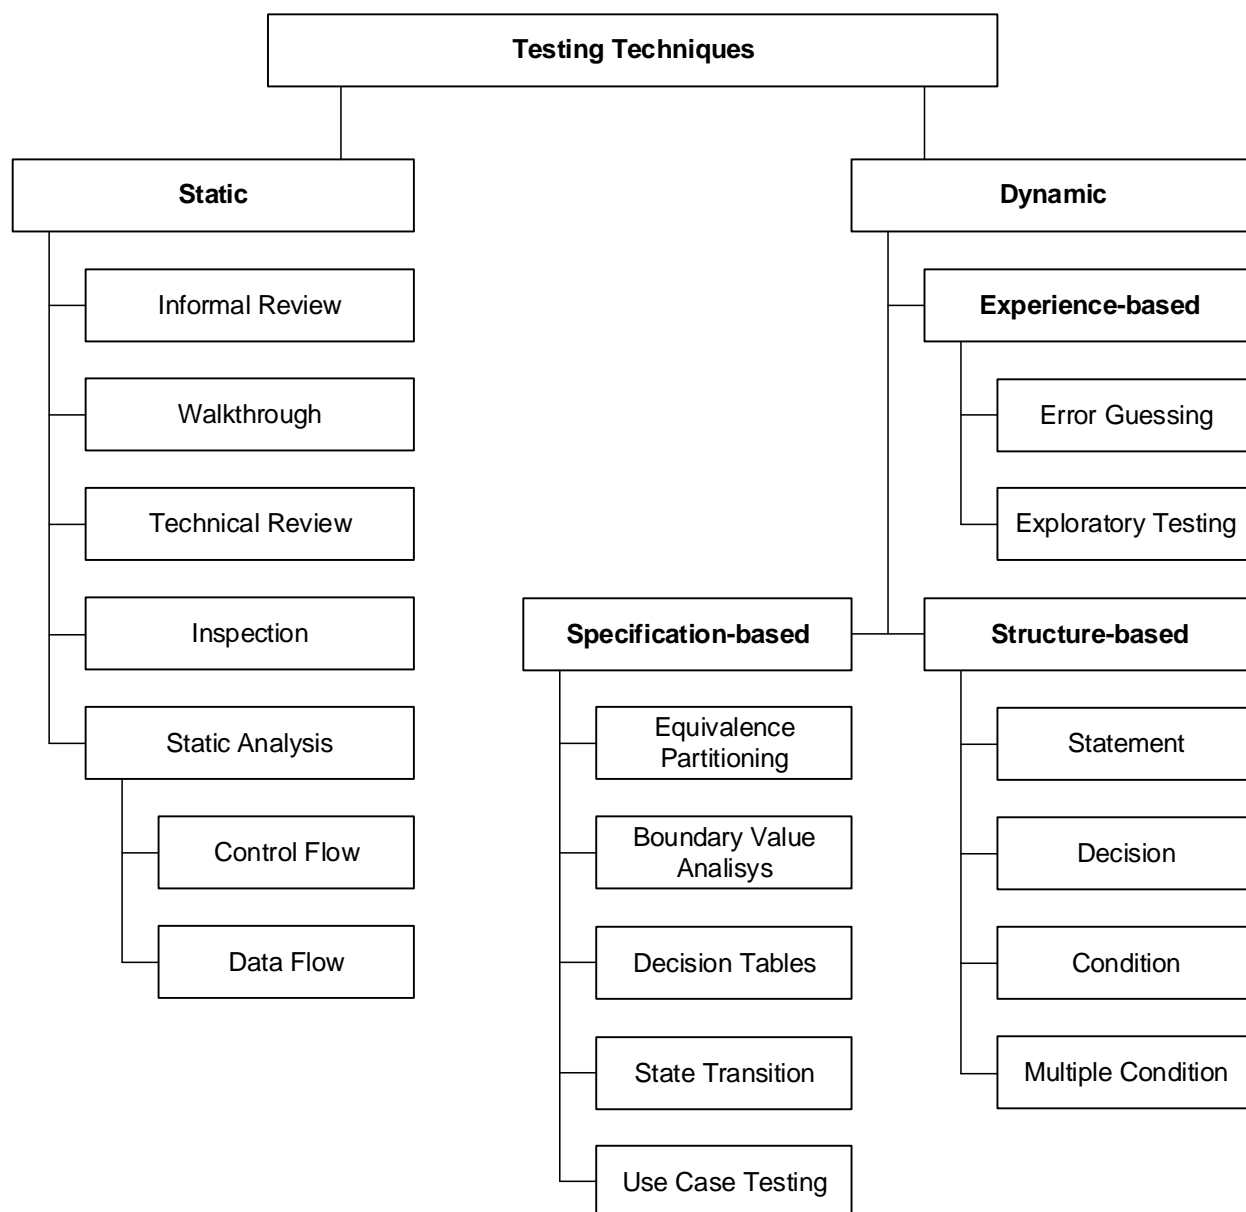 Testing Techniques
Static
Informal Review
Walkthrough
Technical Review
Inspection
Static Analysis
Control Flow
Data Flow
Dynamic
Experience-based
Error Guessing
Exploratory Testing
Specification-based
Equivalence
Partitioning
Boundary Value
Analisys
Decision Tables
State Transition
Use Case Testing
Structure-based
Statement
Decision
Condition
Multiple Condition